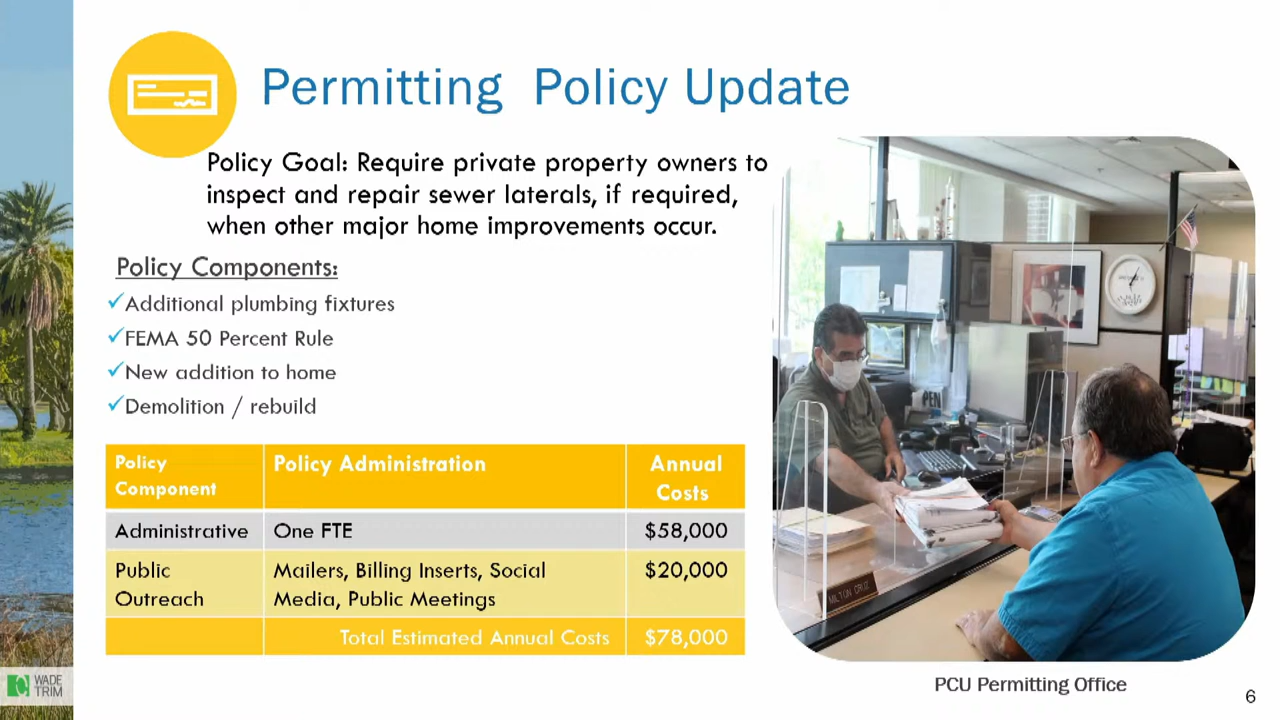 Permitting Policy Update
Policy Goal: Require private property owners to
inspect and repair sewer laterals, if required,
when other major home improvements occur.
Policy Components:
✓Additional plumbing fixtures
✓FEMA 50 Percent Rule
✓New addition to home
✓Demolition / rebuild
Policy
Component
Policy Administration
Annual
Costs
Administrative
One FTE
$58,000
Public
Outreach
Mailers, Billing Inserts, Social
Media, Public Meetings
$20,000
Total Estimated Annual Costs
$78,000
PEN
MILTON CRUZ
PCU Permitting Office
WADE
TRIM
6